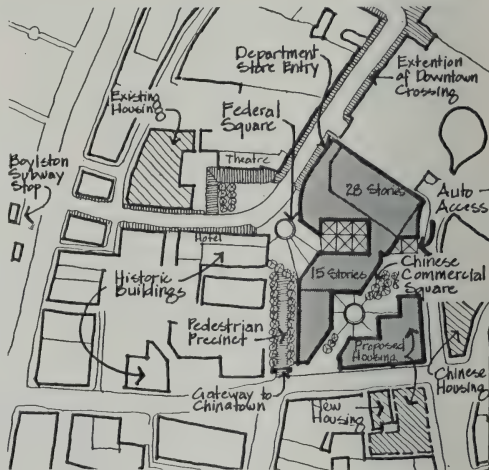 Department
Store Entry
Extention
of Downtown
Crossing
Existing
Housing
Federal
Square
Boylston
Subway
Stop
Theatre
28 Stories
Auto
Access
Hotel
Historic
Buildings
15 Stories
Chinese
Commercial
Square
Pedestrian
Precinct
Proposed
Housing
Gateway to
Chinatown
New
Housing
Chinese
Housing